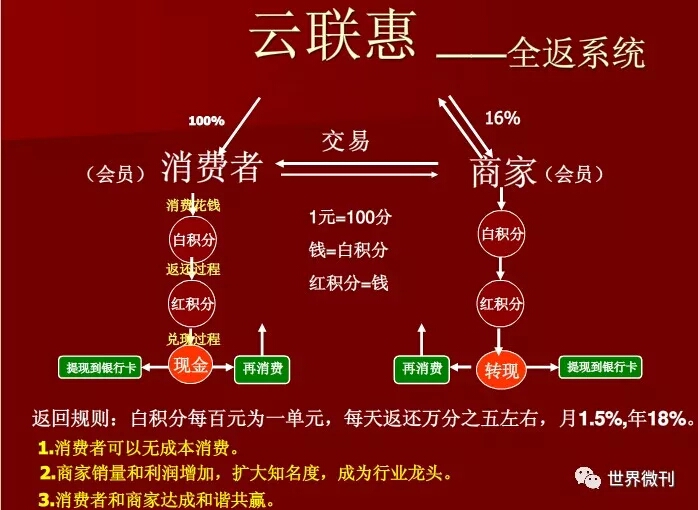 云联惠 ——全返系统
100%
16%
交易
（会员）消费者
商家（会员）
消费花钱
白积分
返还过程
红积分
兑现过程
现金
提现到银行卡
再消费
1元=100分
钱=白积分
红积分=钱
白积分
红积分
转现
再消费
提现到银行卡
返回规则：白积分每百元为一单元，每天返还万分之五左右，月1.5%,年18%。
1.消费者可以无成本消费。
2.商家销量和利润增加，扩大知名度，成为行业龙头。
3.消费者和商家达成和谐共赢。
世界微刊